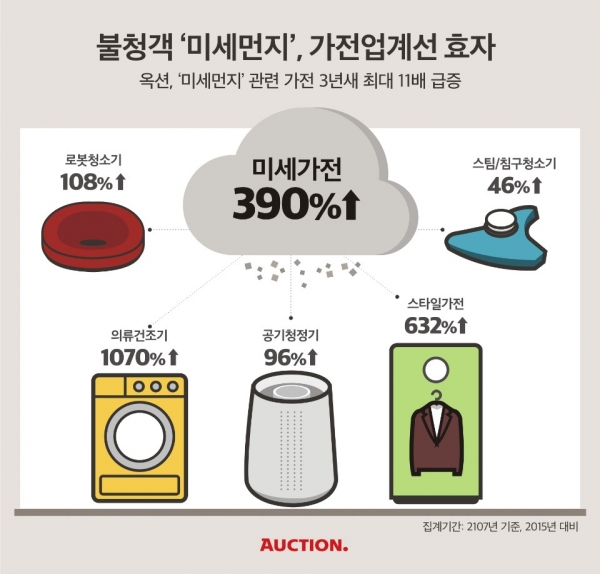 불청객 ‘미세먼지’, 가전업계선 효자
옥션, ‘미세먼지’ 관련 가전 3년새 최대 11배 급증
로봇청소기
108%⬆
미세가전
390%⬆
스팀/침구청소기
46%⬆
의류건조기
1070%⬆
공기청정기
96%⬆
스타일가전
632%⬆
집계기간: 2107년 기준, 2015년 대비
AUCTION.